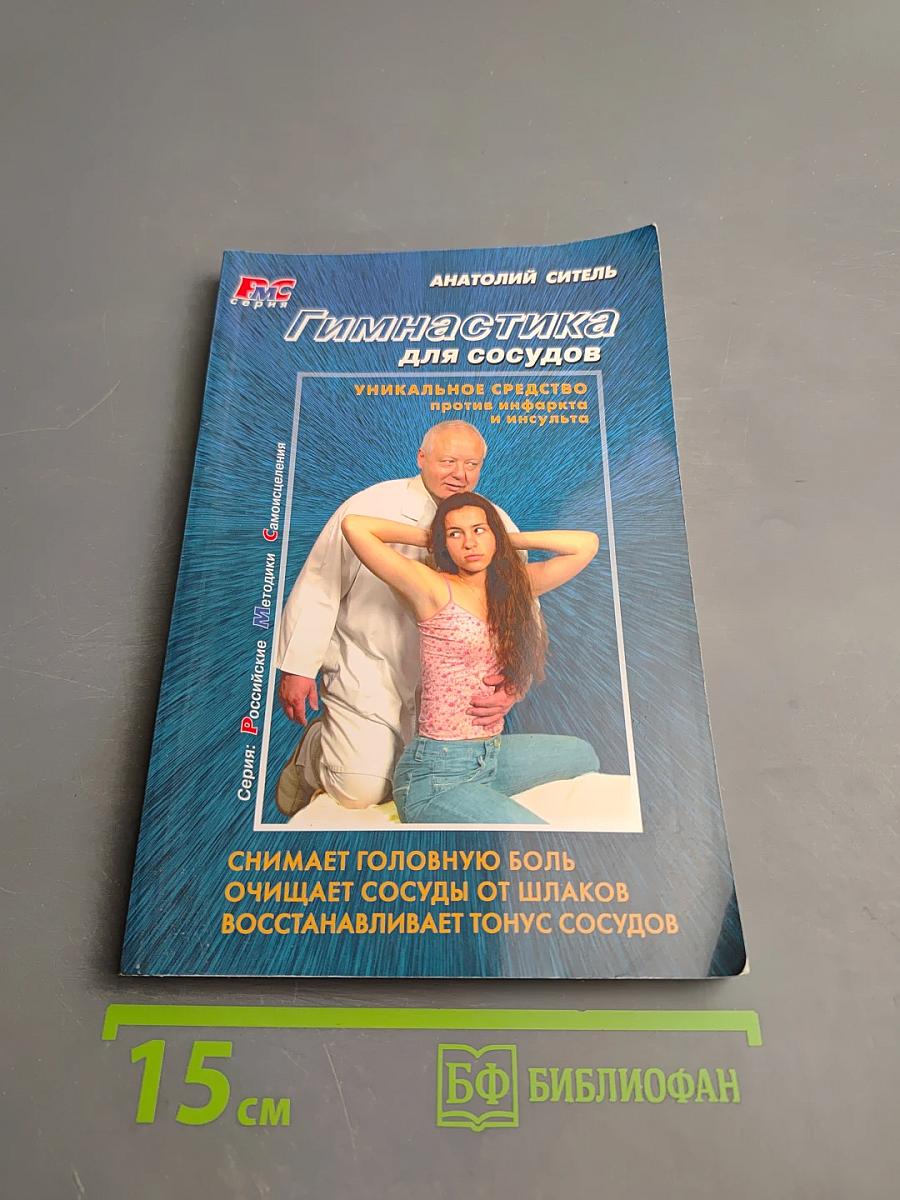 РМС
серия
АНАТОЛИЙ СИТЕЛЬ
Гимнастика
для сосудов
УНИКАЛЬНОЕ СРЕДСТВО
против инфаркта
и инсульта
Серия: Российские Методики Самоисцеления
СНИМАЕТ ГОЛОВНУЮ БОЛЬ
ОЧИЩАЕТ СОСУДЫ ОТ ШЛАКОВ
ВОССТАНАВЛИВАЕТ ТОНУС СОСУДОВ
15 см
БФ БИБЛИОФАН